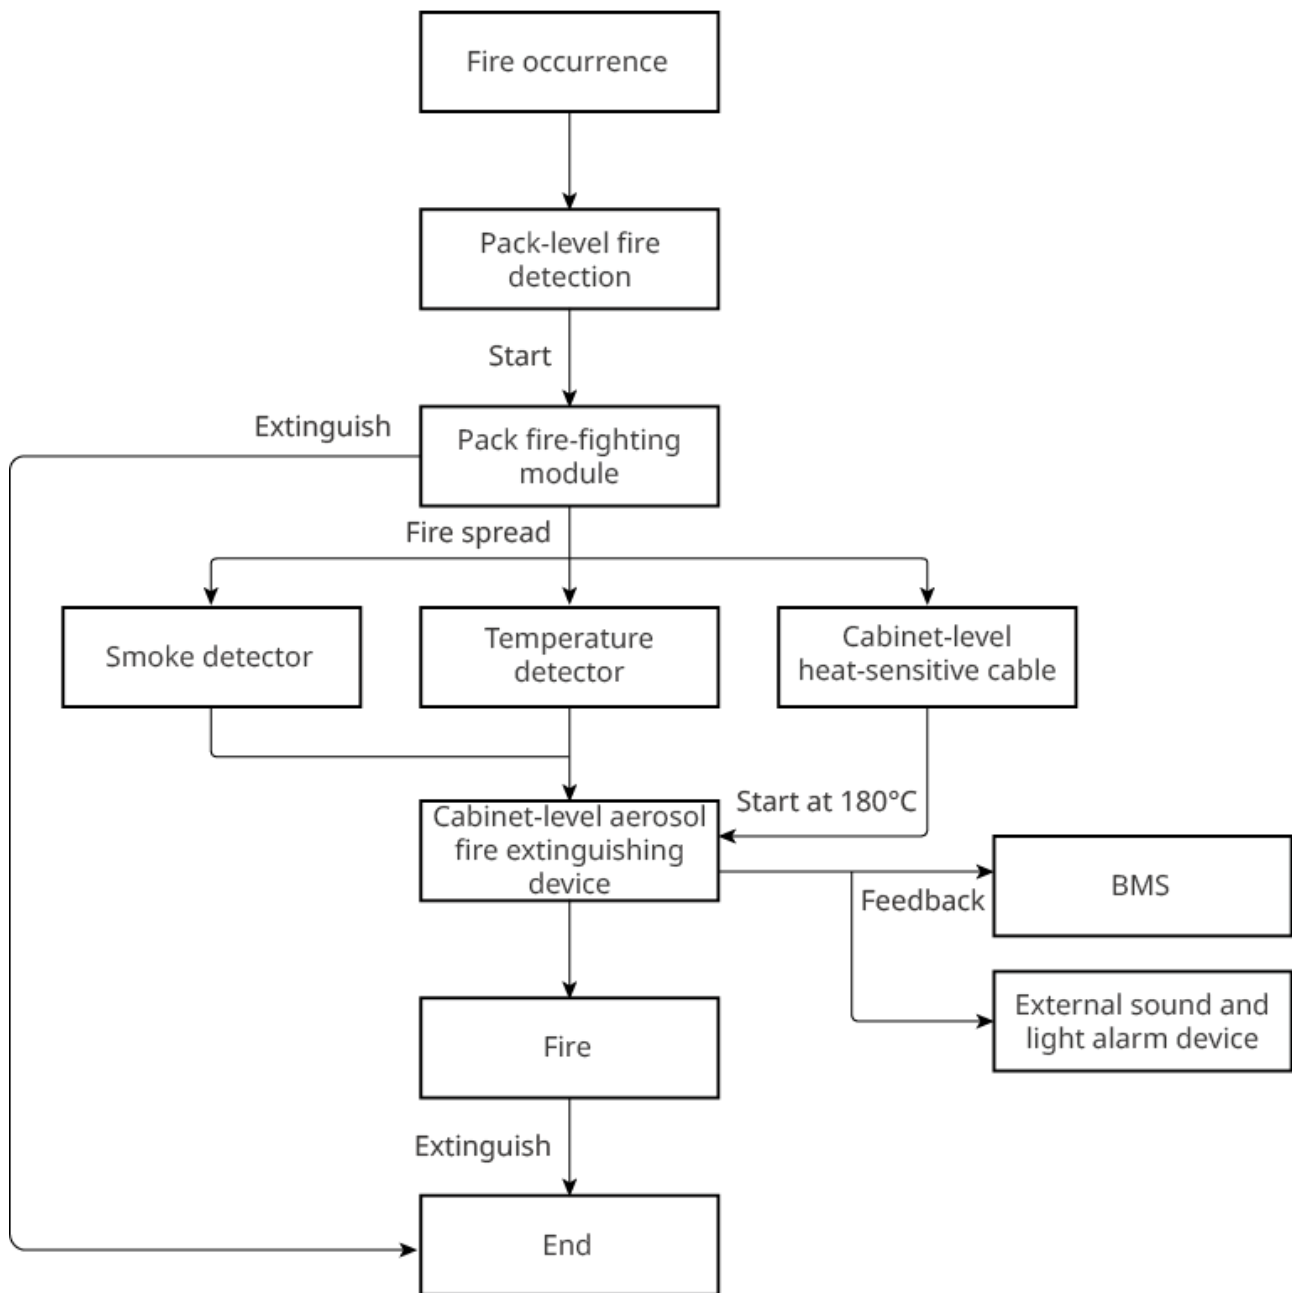 Fire occurrence
Pack-level fire
detection
Start
Extinguish
Pack fire-fighting
module
Fire spread
Smoke detector
Temperature
detector
Cabinet-level
heat-sensitive cable
Start at 180°C
Cabinet-level aerosol
fire extinguishing
device
Feedback
BMS
External sound and
light alarm device
Fire
Extinguish
End